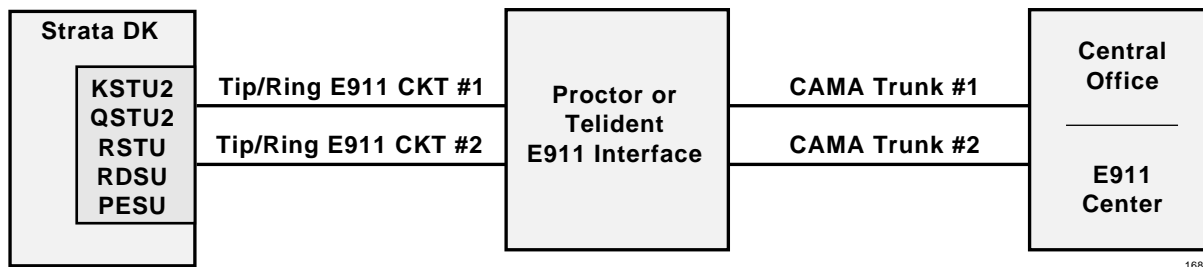 Strata DK
KSTU2
QSTU2
RSTU
RDSU
PESU
Tip/Ring E911 CKT #1
Tip/Ring E911 CKT #2
Proctor or
Telident
E911 Interface
CAMA Trunk #1
CAMA Trunk #2
Central
Office
E911
Center
168